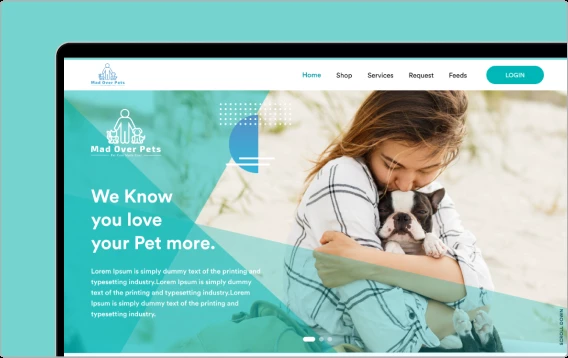 Mad Over Pets
Home Shop Services Request Feeds LOGIN
Mad Over Pets
We Know
you love
your Pet more.
Lorem Ipsum is simply dummy text of the printing and
typesetting industry.Lorem Ipsum is simply dummy
text of the printing and typesetting industry.Lorem
Ipsum is simply dummy text of the printing and
typesetting industry.
SCROLL DOWN